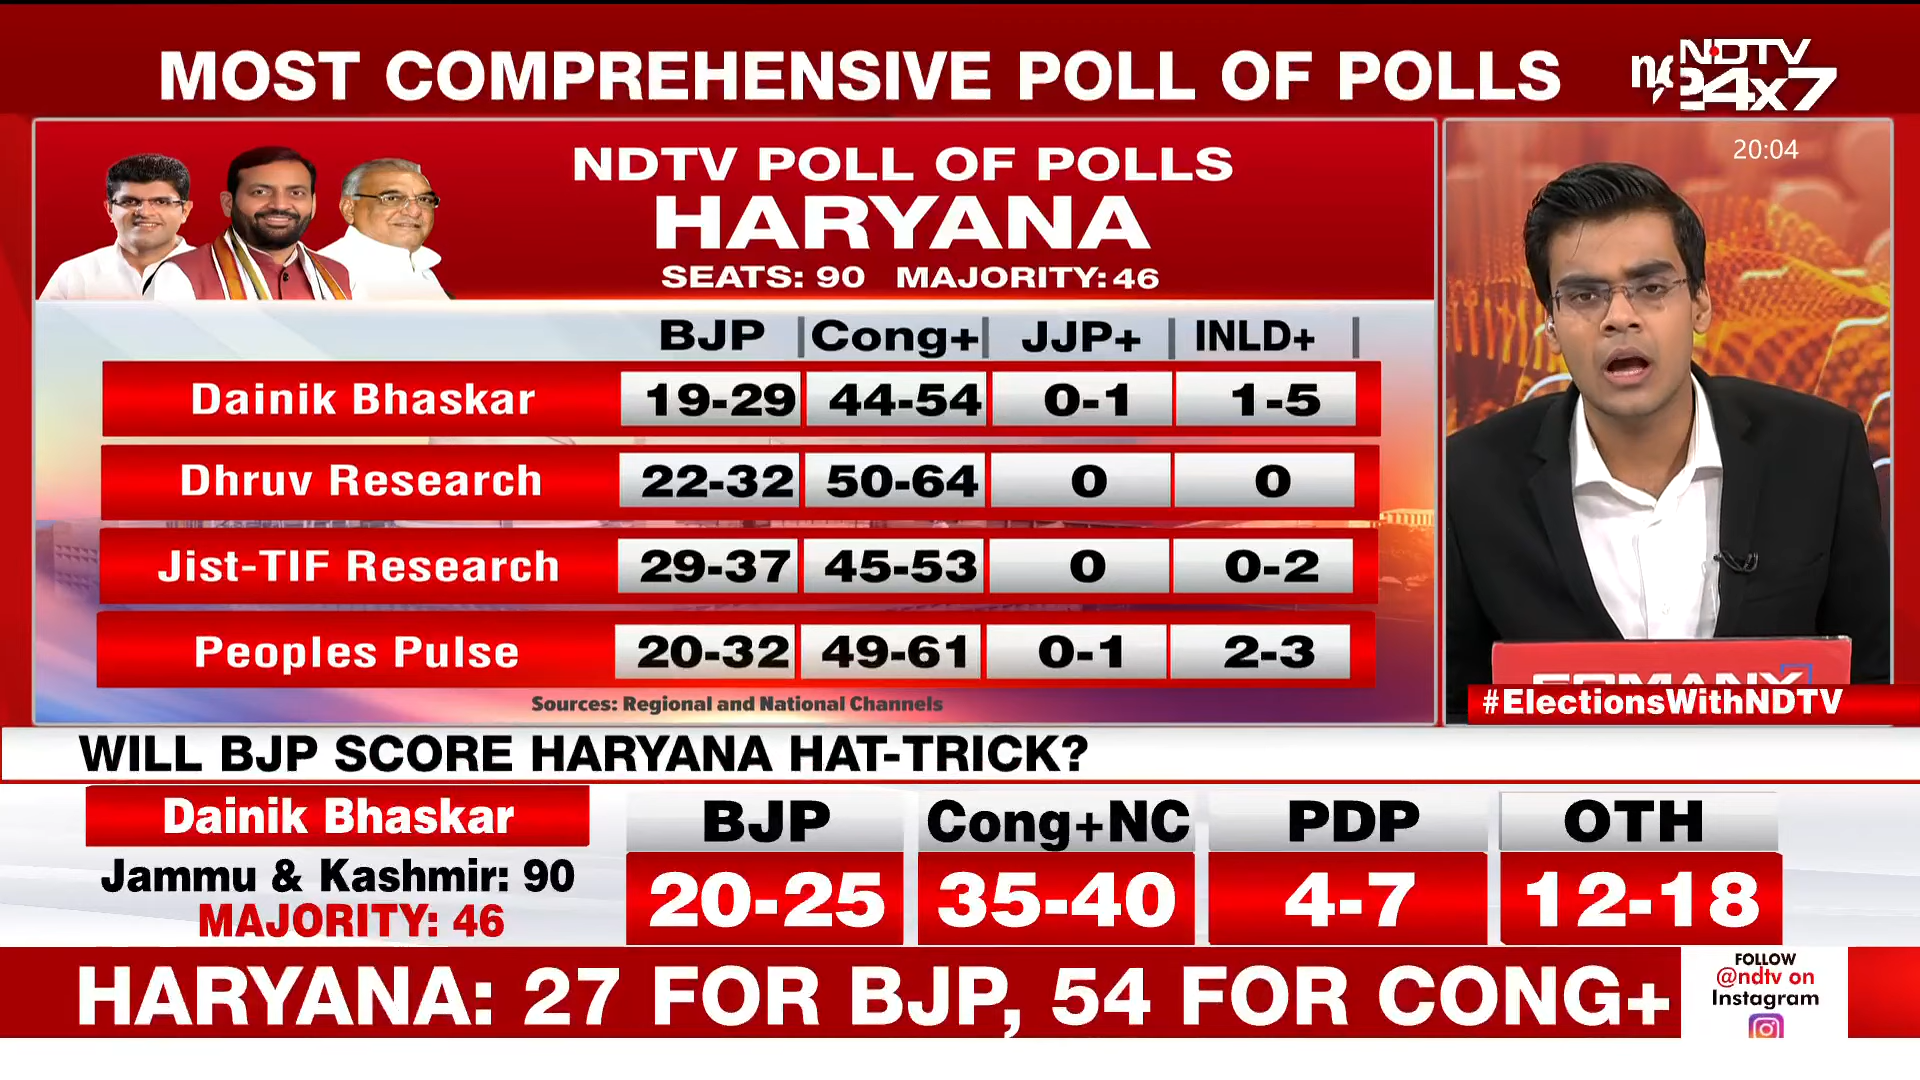 MOST COMPREHENSIVE POLL OF POLLS
NDTV
24x7
20:04
NDTV POLL OF POLLS
HARYANA
SEATS: 90 MAJORITY: 46
BJP Cong+ JJP+ INLD+
Dainik Bhaskar 19-29 44-54 0-1 1-5
Dhruv Research 22-32 50-64 0 0
Jist-TIF Research 29-37 45-53 0 0-2
Peoples Pulse 20-32 49-61 0-1 2-3
Sources: Regional and National Channels
#ElectionsWithNDTV
WILL BJP SCORE HARYANA HAT-TRICK?
Dainik Bhaskar
Jammu & Kashmir: 90
MAJORITY: 46
BJP Cong+NC PDP OTH
20-25 35-40 4-7 12-18
HARYANA: 27 FOR BJP, 54 FOR CONG+
FOLLOW
@ndtv on
Instagram